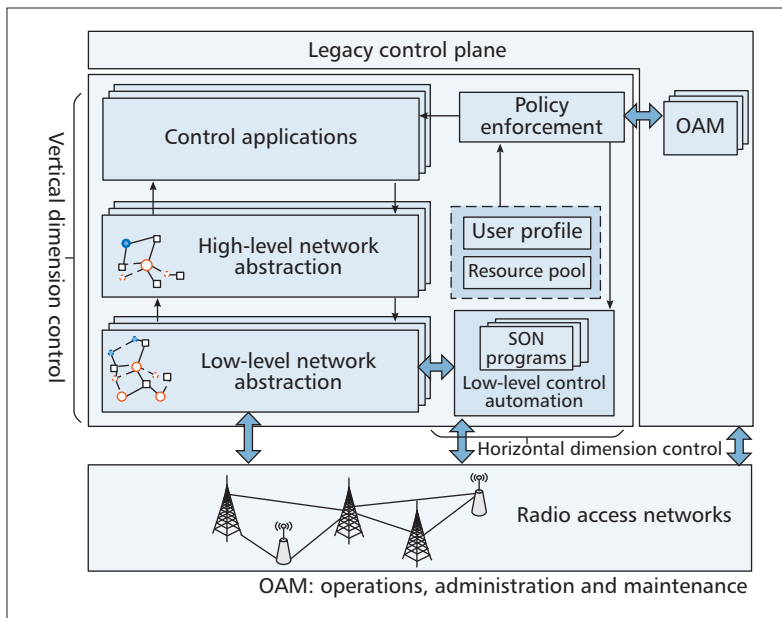 Legacy control plane
Vertical dimension control
Control applications
Policy
enforcement
OAM
High-level network
abstraction
User profile
Resource pool
Low-level network
abstraction
SON
programs
Low-level control
automation
Horizontal dimension control
Radio access networks
OAM: operations, administration and maintenance